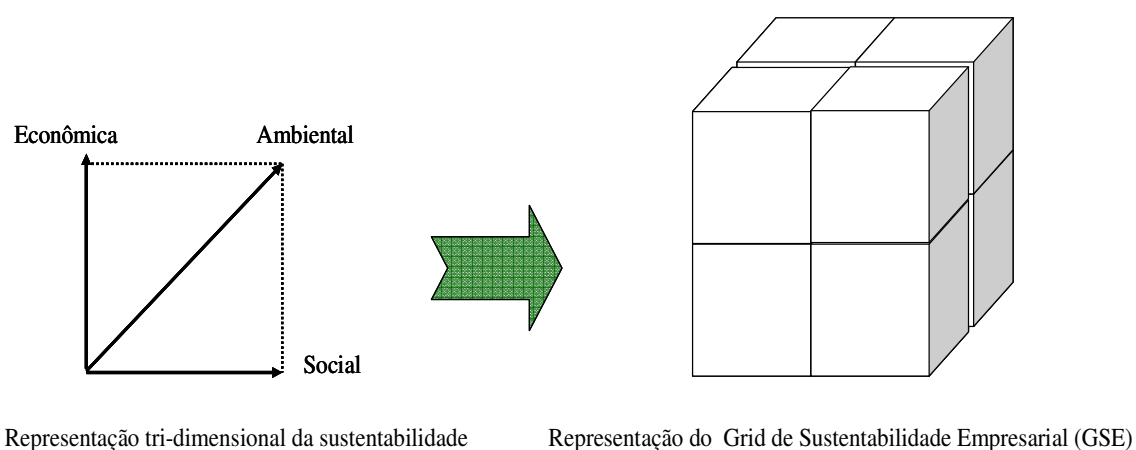 Econômica
Ambiental
Social
Representação tri-dimensional da sustentabilidade
Representação do Grid de Sustentabilidade Empresarial (GSE)